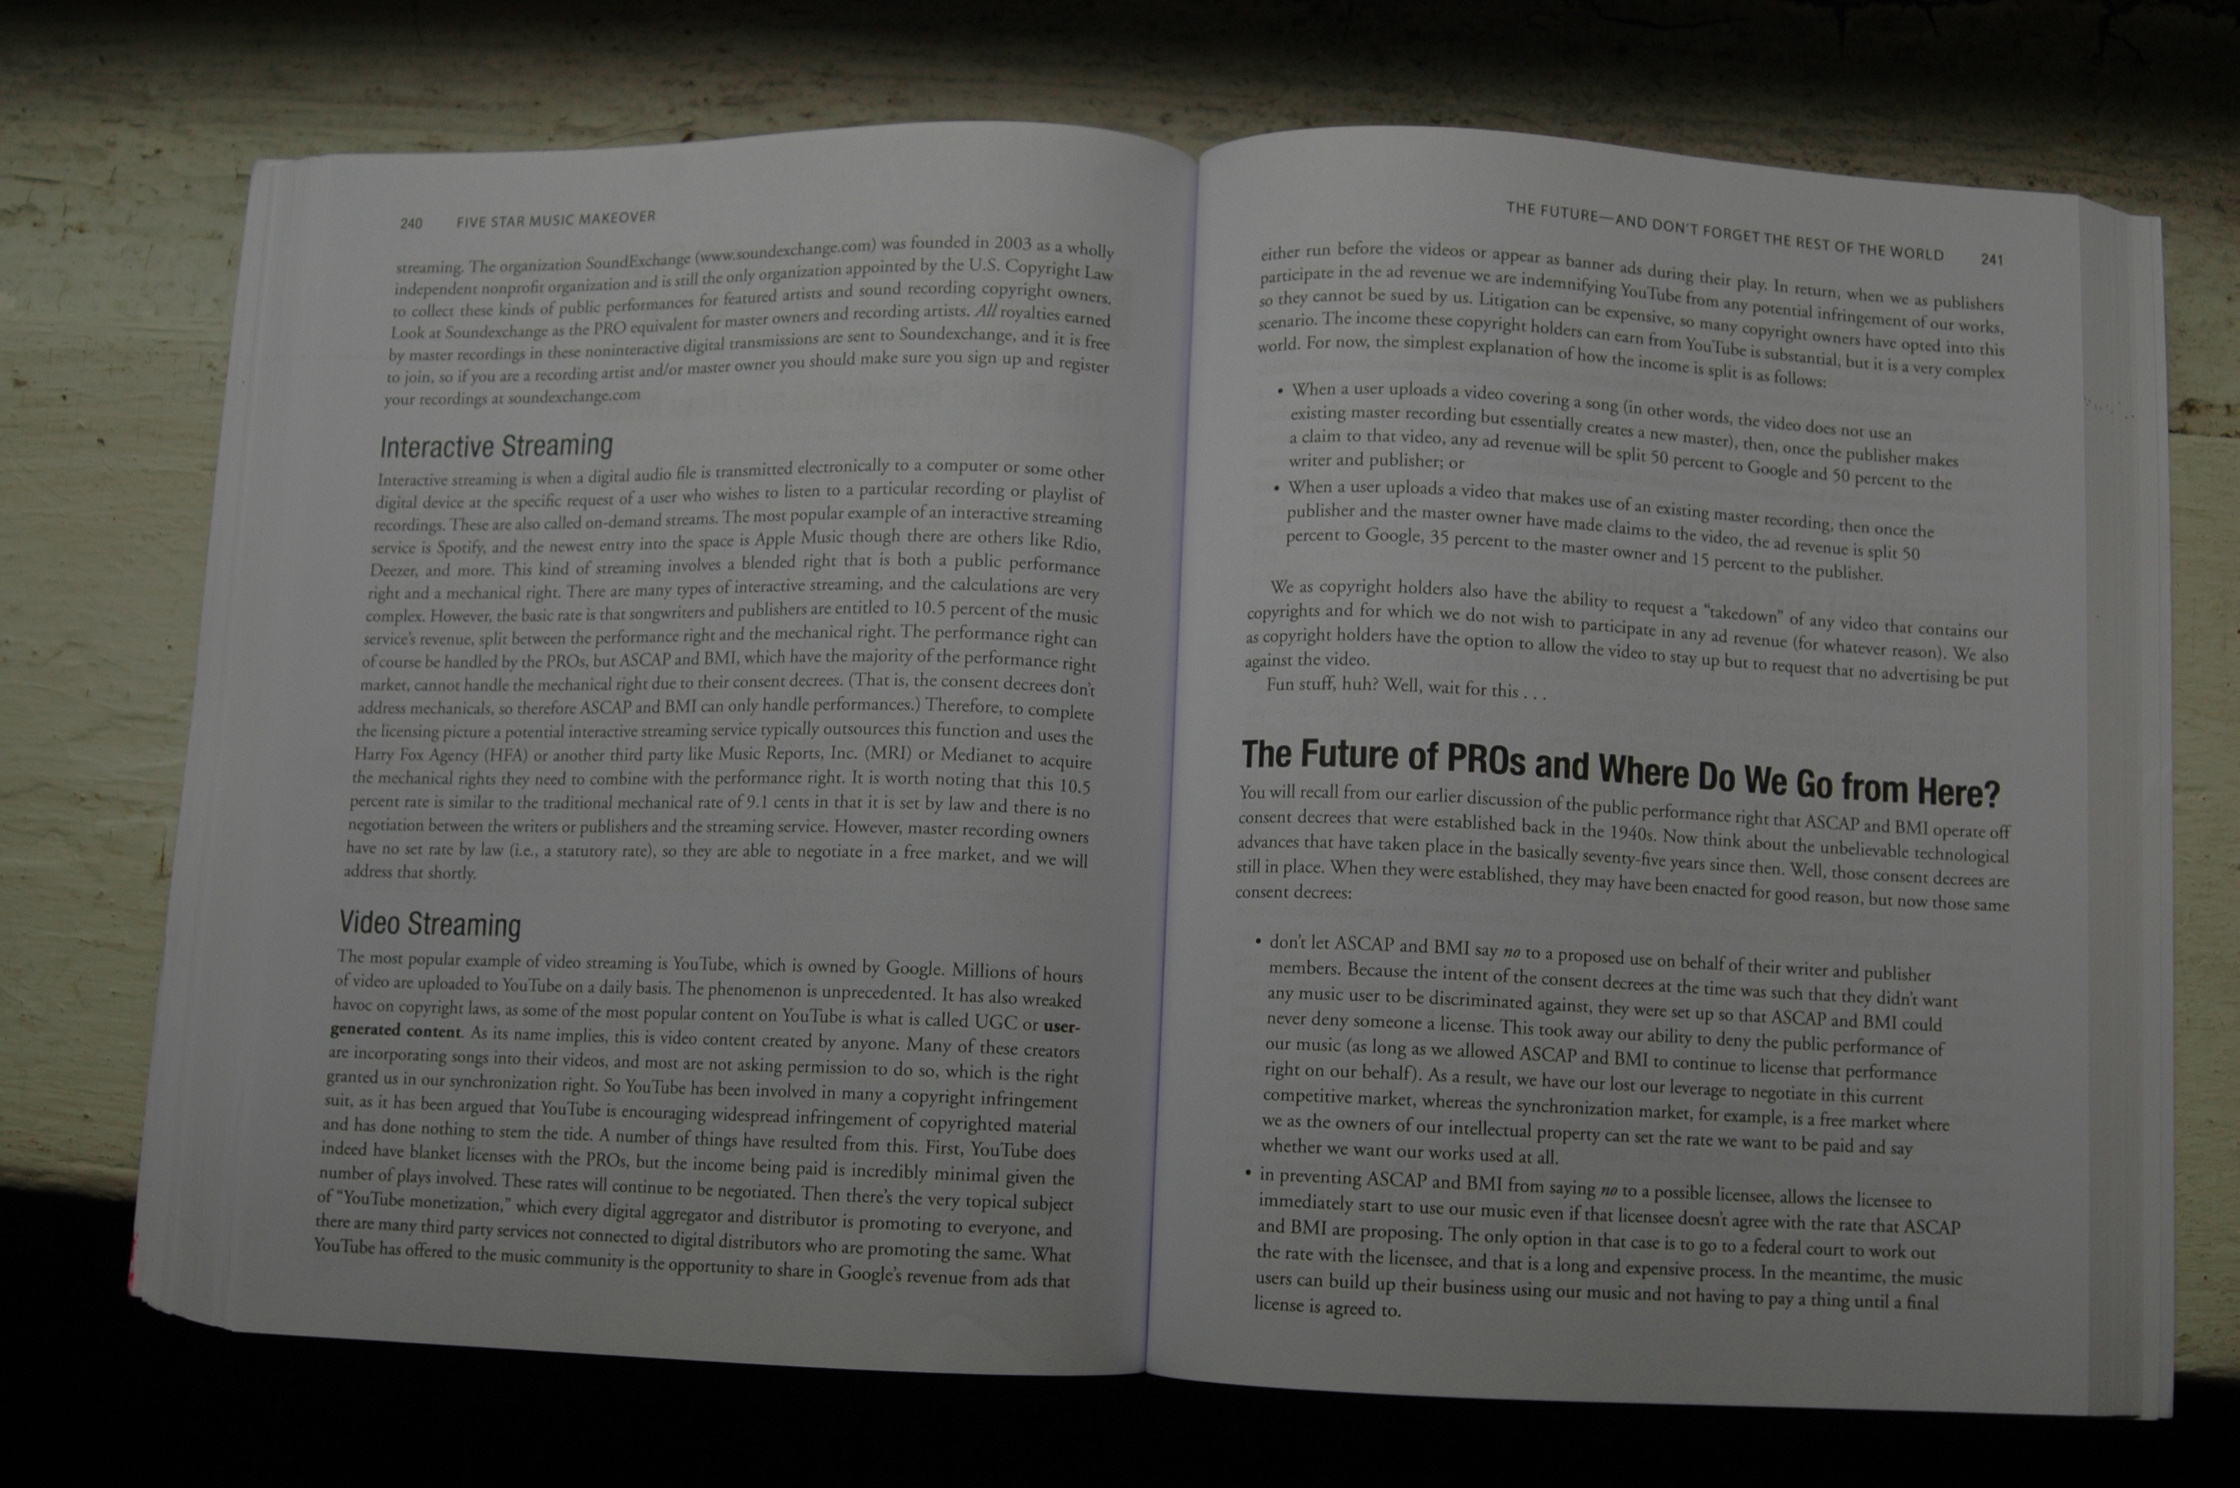 240 FIVE STAR MUSIC MAKEOVER
streaming. The organization SoundExchange (www.soundexchange.com) was founded in 2003 as a wholly
independent nonprofit organization and is still the only organization appointed by the U.S. Copyright Law
to collect these kinds of public performances for featured artists and sound recording copyright owners.
Look at Soundexchange as the PRO equivalent for master owners and recording artists. All royalties earned
by master recordings in these noninteractive digital transmissions are sent to Soundexchange, and it is free
to join, so if you are a recording artist and/or master owner you should make sure you sign up and register
your recordings at soundexchange.com
Interactive Streaming
Interactive streaming is when a digital audio file is transmitted electronically to a computer or some other
digital device at the specific request of a user who wishes to listen to a particular recording or playlist of
recordings. These are also called on-demand streams. The most popular example of an interactive streaming
service is Spotify, and the newest entry into the space is Apple Music though there are others like Rdio,
Deezer, and more. This kind of streaming involves a blended right that is both a public performance
right and a mechanical right. There are many types of interactive streaming, and the calculations are very
complex. However, the basic rate is that songwriters and publishers are entitled to 10.5 percent of the music
service's revenue, split between the performance right and the mechanical right. The performance right can
of course be handled by the PROs, but ASCAP and BMI, which have the majority of the performance right
market, cannot handle the mechanical right due to their consent decrees. (That is, the consent decrees don't
address mechanicals, so therefore ASCAP and BMI can only handle performances.) Therefore, to complete
the licensing picture a potential interactive streaming service typically outsources this function and uses the
Harry Fox Agency (HFA) or another third party like Music Reports, Inc. (MRI) or Medianet to acquire
the mechanical rights they need to combine with the performance right. It is worth noting that this 10.5
percent rate is similar to the traditional mechanical rate of 9.1 cents in that it is set by law and there is no
negotiation between the writers or publishers and the streaming service. However, master recording owners
have no set rate by law (i.e., a statutory rate), so they are able to negotiate in a free market, and we will
address that shortly.
Video Streaming
The most popular example of video streaming is YouTube, which is owned by Google. Millions of hours
of video are uploaded to YouTube on a daily basis. The phenomenon is unprecedented. It has also wreaked
havoc on copyright laws, as some of the most popular content on YouTube is what is called UGC or user-
generated content. As its name implies, this is video content created by anyone. Many of these creators
are incorporating songs into their videos, and most are not asking permission to do so, which is the right
granted us in our synchronization right. So YouTube has been involved in many a copyright infringement
suit, as it has been argued that YouTube is encouraging widespread infringement of copyrighted material
and has done nothing to stem the tide. A number of things have resulted from this. First, YouTube does
indeed have blanket licenses with the PROs, but the income being paid is incredibly minimal given the
number of plays involved. These rates will continue to be negotiated. Then there's the very topical subject
of "YouTube monetization," which every digital aggregator and distributor is promoting to everyone, and
there are many third party services not connected to digital distributors who are promoting the same. What
YouTube has offered to the music community is the opportunity to share in Google's revenue from ads that
THE FUTURE—AND DON'T FORGET THE REST OF THE WORLD 241
either run before the videos or appear as banner ads during their play. In return, when we as publishers
participate in the ad revenue we are indemnifying YouTube from any potential infringement of our works,
so they cannot be sued by us. Litigation can be expensive, so many copyright owners have opted into this
scenario. The income these copyright holders can earn from YouTube is substantial, but it is a very complex
world. For now, the simplest explanation of how the income is split is as follows:
• When a user uploads a video covering a song (in other words, the video does not use an
existing master recording but essentially creates a new master), then, once the publisher makes
a claim to that video, any ad revenue will be split 50 percent to Google and 50 percent to the
writer and publisher; or
• When a user uploads a video that makes use of an existing master recording, then once the
publisher and the master owner have made claims to the video, the ad revenue is split 50
percent to Google, 35 percent to the master owner and 15 percent to the publisher.
We as copyright holders also have the ability to request a "takedown" of any video that contains our
copyrights and for which we do not wish to participate in any ad revenue (for whatever reason). We also
as copyright holders have the option to allow the video to stay up but to request that no advertising be put
against the video.
Fun stuff, huh? Well, wait for this . . .
The Future of PROs and Where Do We Go from Here?
You will recall from our earlier discussion of the public performance right that ASCAP and BMI operate off
consent decrees that were established back in the 1940s. Now think about the unbelievable technological
advances that have taken place in the basically seventy-five years since then. Well, those consent decrees are
still in place. When they were established, they may have been enacted for good reason, but now those same
consent decrees:
• don't let ASCAP and BMI say no to a proposed use on behalf of their writer and publisher
members. Because the intent of the consent decrees at the time was such that they didn't want
any music user to be discriminated against, they were set up so that ASCAP and BMI could
never deny someone a license. This took away our ability to deny the public performance of
our music (as long as we allowed ASCAP and BMI to continue to license that performance
right on our behalf). As a result, we have our lost our leverage to negotiate in this current
competitive market, whereas the synchronization market, for example, is a free market where
we as the owners of our intellectual property can set the rate we want to be paid and say
whether we want our works used at all.
• in preventing ASCAP and BMI from saying no to a possible licensee, allows the licensee to
immediately start to use our music even if that licensee doesn't agree with the rate that ASCAP
and BMI are proposing. The only option in that case is to go to a federal court to work out
the rate with the licensee, and that is a long and expensive process. In the meantime, the music
users can build up their business using our music and not having to pay a thing until a final
license is agreed to.